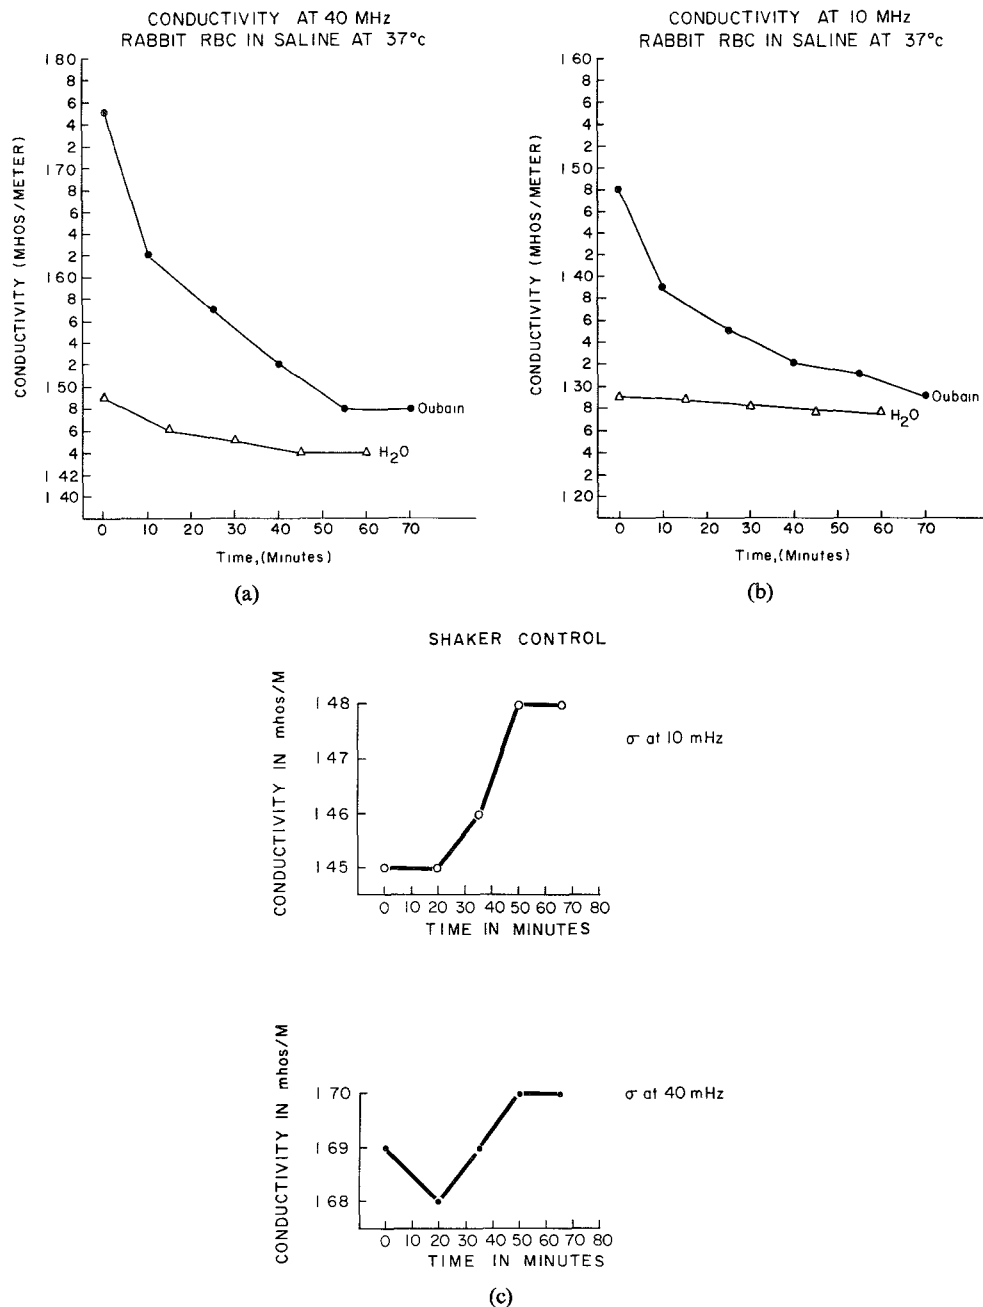 CONDUCTIVITY AT 40 MHz
RABBIT RBC IN SALINE AT 37°c
CONDUCTIVITY (MHOS/METER)
1 80
8
6
4
2
1 70
8
6
4
2
1 60
8
6
4
2
1 50
8
6
4
1 42
1 40
Oubain
H2O
0 10 20 30 40 50 60 70
Time,(Minutes)
(a)
CONDUCTIVITY AT 10 MHz
RABBIT RBC IN SALINE AT 37°c
CONDUCTIVITY (MHOS/METER)
1 60
8
6
4
2
1 50
8
6
4
2
1 40
8
6
4
2
1 30
8
6
4
2
1 20
Oubain
H2O
0 10 20 30 40 50 60 70
Time,(Minutes)
(b)
SHAKER CONTROL
CONDUCTIVITY IN mhos/M
1 48
1 47
1 46
1 45
σ at 10 mHz
0 10 20 30 40 50 60 70 80
TIME IN MINUTES
CONDUCTIVITY IN mhos/M
1 70
1 69
1 68
σ at 40 mHz
0 10 20 30 40 50 60 70 80
TIME IN MINUTES
(c)